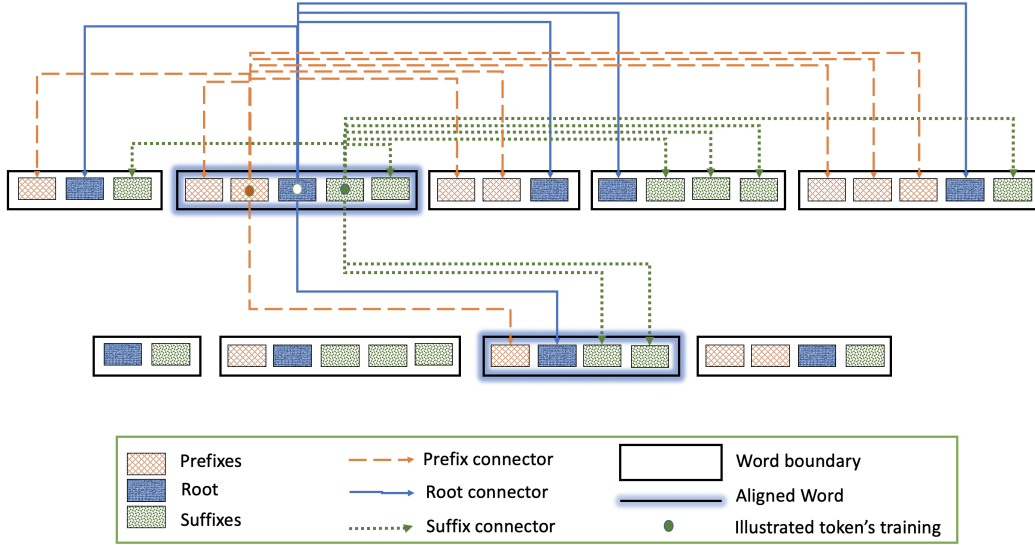 Prefixes
Prefix connector
Word boundary
Root
Root connector
Aligned Word
Suffixes
Suffix connector
Illustrated token's training